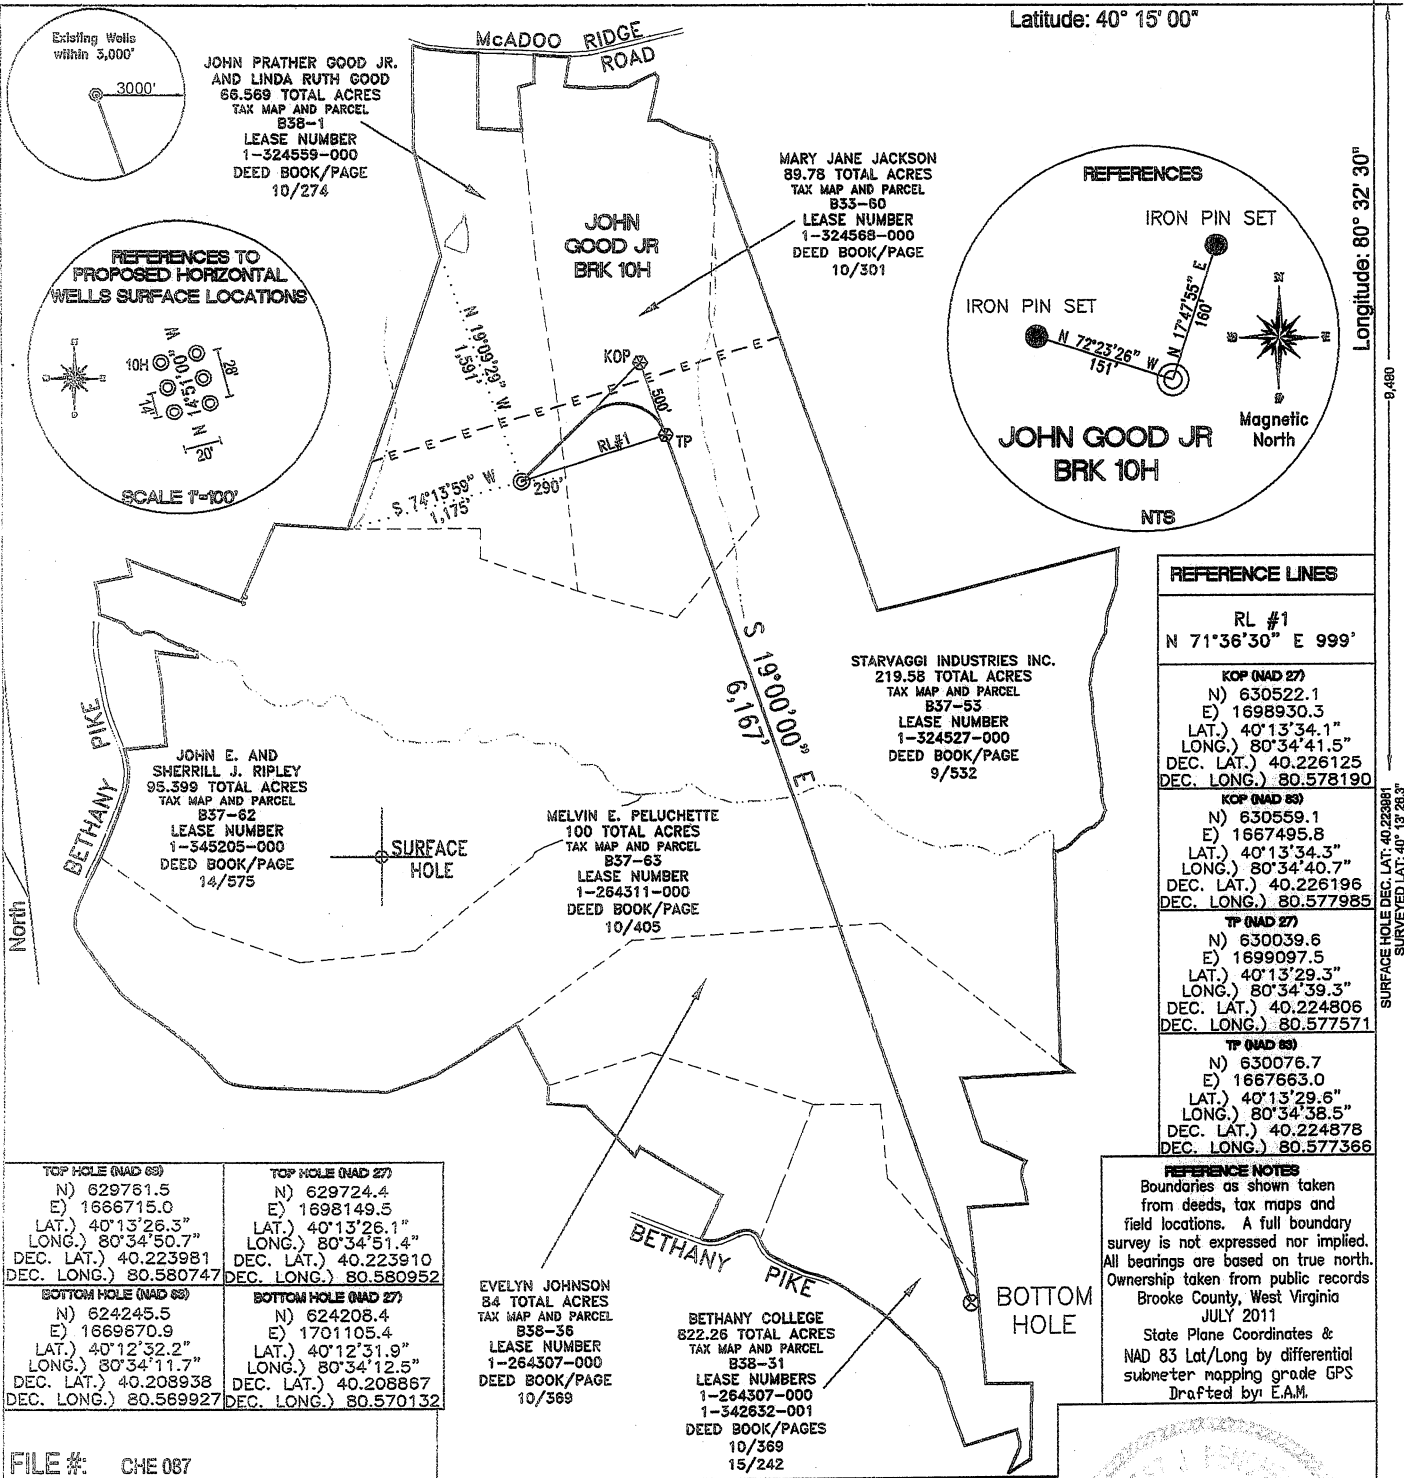 Latitude: 40° 15' 00"
Existing Wells
within 3,000'
3000'
McADOO RIDGE
ROAD
JOHN PRATHER GOOD JR.
AND LINDA RUTH GOOD
66.569 TOTAL ACRES
TAX MAP AND PARCEL
B38-1
LEASE NUMBER
1-324559-000
DEED BOOK/PAGE
10/274
MARY JANE JACKSON
89.78 TOTAL ACRES
TAX MAP AND PARCEL
B33-60
LEASE NUMBER
1-324568-000
DEED BOOK/PAGE
10/301
JOHN
GOOD JR
BRK 10H
REFERENCES
IRON PIN SET
IRON PIN SET
N 17°47'55" E
160'
N 72°23'26" W
151'
Magnetic
North
JOHN GOOD JR
BRK 10H
NTS
Longitude: 80° 32' 30"
9,480
SURFACE HOLE DEC. LAT: 40.223981
SURVEYED LAT: 40° 13' 26.3"
REFERENCES TO
PROPOSED HORIZONTAL
WELLS SURFACE LOCATIONS
10H
N 14°51'00" W
28'
14'
20'
SCALE 1"=100'
N 19°09'29" W
1,591'
KOP
500'
TP
RL#1
290'
S 74°13'59" W
1,175'
E E E E E E E E E
S 19°00'00" E
6,167'
REFERENCE LINES
RL #1
N 71°36'30" E 999'
KOP (NAD 27)
N) 630522.1
E) 1698930.3
LAT.) 40°13'34.1"
LONG.) 80°34'41.5"
DEC. LAT.) 40.226125
DEC. LONG.) 80.578190
KOP (NAD 83)
N) 630559.1
E) 1667495.8
LAT.) 40°13'34.3"
LONG.) 80°34'40.7"
DEC. LAT.) 40.226196
DEC. LONG.) 80.577985
TP (NAD 27)
N) 630039.6
E) 1699097.5
LAT.) 40°13'29.3"
LONG.) 80°34'39.3"
DEC. LAT.) 40.224806
DEC. LONG.) 80.577571
TP (NAD 83)
N) 630076.7
E) 1667663.0
LAT.) 40°13'29.6"
LONG.) 80°34'38.5"
DEC. LAT.) 40.224878
DEC. LONG.) 80.577366
STARVAGGI INDUSTRIES INC.
219.58 TOTAL ACRES
TAX MAP AND PARCEL
B37-53
LEASE NUMBER
1-324527-000
DEED BOOK/PAGE
9/532
BETHANY PIKE
JOHN E. AND
SHERRILL J. RIPLEY
95.399 TOTAL ACRES
TAX MAP AND PARCEL
B37-62
LEASE NUMBER
1-345205-000
DEED BOOK/PAGE
14/575
SURFACE
HOLE
MELVIN E. PELUCHETTE
100 TOTAL ACRES
TAX MAP AND PARCEL
B37-63
LEASE NUMBER
1-264311-000
DEED BOOK/PAGE
10/405
North
TOP HOLE (NAD 83)
N) 629761.5
E) 1666715.0
LAT.) 40°13'26.3"
LONG.) 80°34'50.7"
DEC. LAT.) 40.223981
DEC. LONG.) 80.580747
TOP HOLE (NAD 27)
N) 629724.4
E) 1698149.5
LAT.) 40°13'26.1"
LONG.) 80°34'51.4"
DEC. LAT.) 40.223910
DEC. LONG.) 80.580952
BOTTOM HOLE (NAD 83)
N) 624245.5
E) 1669670.9
LAT.) 40°12'32.2"
LONG.) 80°34'11.7"
DEC. LAT.) 40.208938
DEC. LONG.) 80.569927
BOTTOM HOLE (NAD 27)
N) 624208.4
E) 1701105.4
LAT.) 40°12'31.9"
LONG.) 80°34'12.5"
DEC. LAT.) 40.208867
DEC. LONG.) 80.570132
EVELYN JOHNSON
84 TOTAL ACRES
TAX MAP AND PARCEL
B38-36
LEASE NUMBER
1-264307-000
DEED BOOK/PAGE
10/369
BETHANY PIKE
BETHANY COLLEGE
822.26 TOTAL ACRES
TAX MAP AND PARCEL
B38-31
LEASE NUMBERS
1-264307-000
1-342632-001
DEED BOOK/PAGES
10/369
15/242
BOTTOM
HOLE
REFERENCE NOTES
Boundaries as shown taken
from deeds, tax maps and
field locations. A full boundary
survey is not expressed nor implied.
All bearings are based on true north.
Ownership taken from public records
Brooke County, West Virginia
JULY 2011
State Plane Coordinates &
NAD 83 Lat/Long by differential
submeter mapping grade GPS
Drafted by: E.A.M.
FILE #: CHE 087